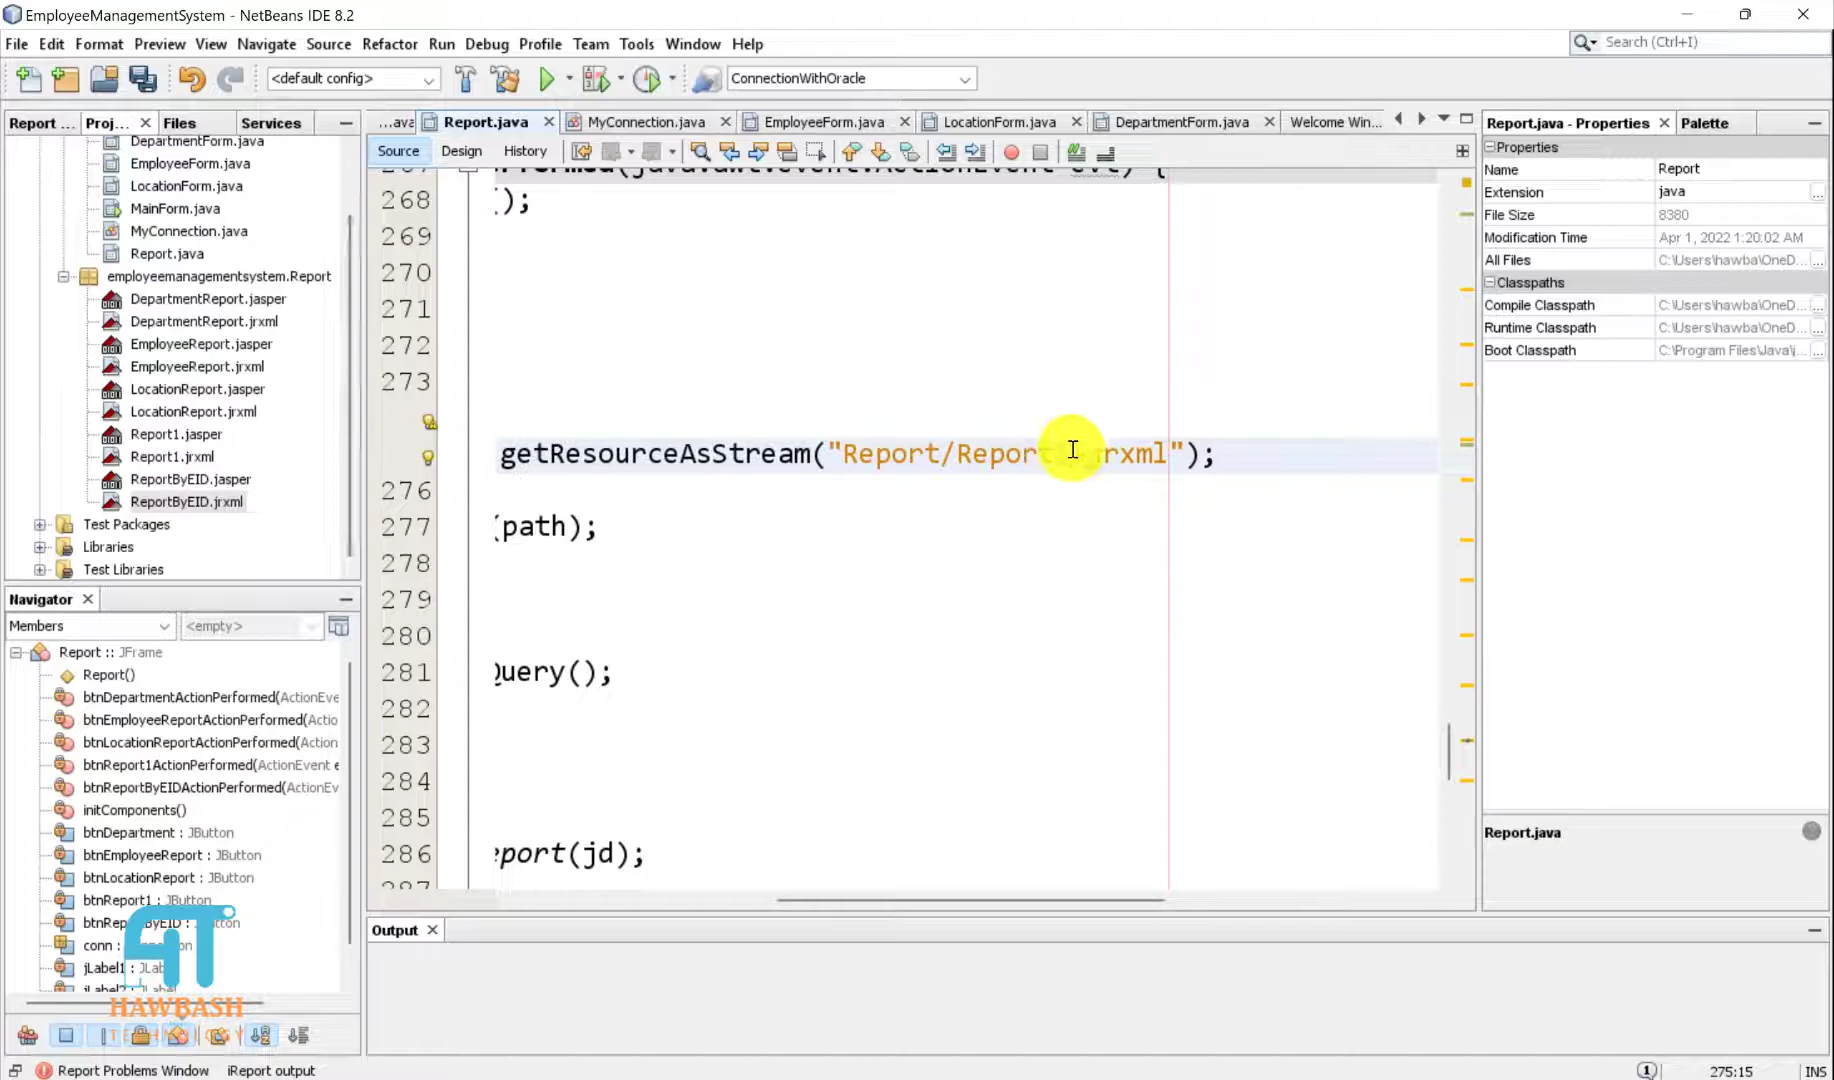 EmployeeManagementSystem - NetBeans IDE 8.2
File Edit Format Preview View Navigate Source Refactor Run Debug Profile Team Tools Window Help
Search (Ctrl+I)
<default config>
ConnectionWithOracle
Report ... Proj... Files Services
DepartmentForm.java
EmployeeForm.java
LocationForm.java
MainForm.java
MyConnection.java
Report.java
employeemanagementsystem.Report
DepartmentReport.jasper
DepartmentReport.jrxml
EmployeeReport.jasper
EmployeeReport.jrxml
LocationReport.jasper
LocationReport.jrxml
Report1.jasper
Report1.jrxml
ReportByEID.jasper
ReportByEID.jrxml
Test Packages
Libraries
Test Libraries
Navigator
Members
<empty>
Report :: JFrame
Report()
btnDepartmentActionPerformed(ActionEve
btnEmployeeReportActionPerformed(Actio
btnLocationReportActionPerformed(Action
btnReport1ActionPerformed(ActionEvent e
btnReportByEIDActionPerformed(ActionEv
initComponents()
btnDepartment : JButton
btnEmployeeReport : JButton
btnLocationReport : JButton
btnReport1 : JButton
conn :
HAWBASH
...ava Report.java MyConnection.java EmployeeForm.java LocationForm.java DepartmentForm.java Welcome Win...
Source Design History
268 );
269
270
271
272
273
getResourceAsStream("Report/Report
276
277 (path);
278
279
280
281 Query();
282
283
284
285
286 eport(jd);
287
Output
Report.java - Properties Palette
Properties
Name Report
Extension java
File Size 8380
Modification Time Apr 1, 2022 1:20:02 AM
All Files C:\Users\hawba\OneD...
Classpaths
Compile Classpath C:\Users\hawba\OneD...
Runtime Classpath C:\Users\hawba\OneD...
Boot Classpath C:\Program Files\Java\j...
Report.java
Report Problems Window iReport output
1
275:15
INS